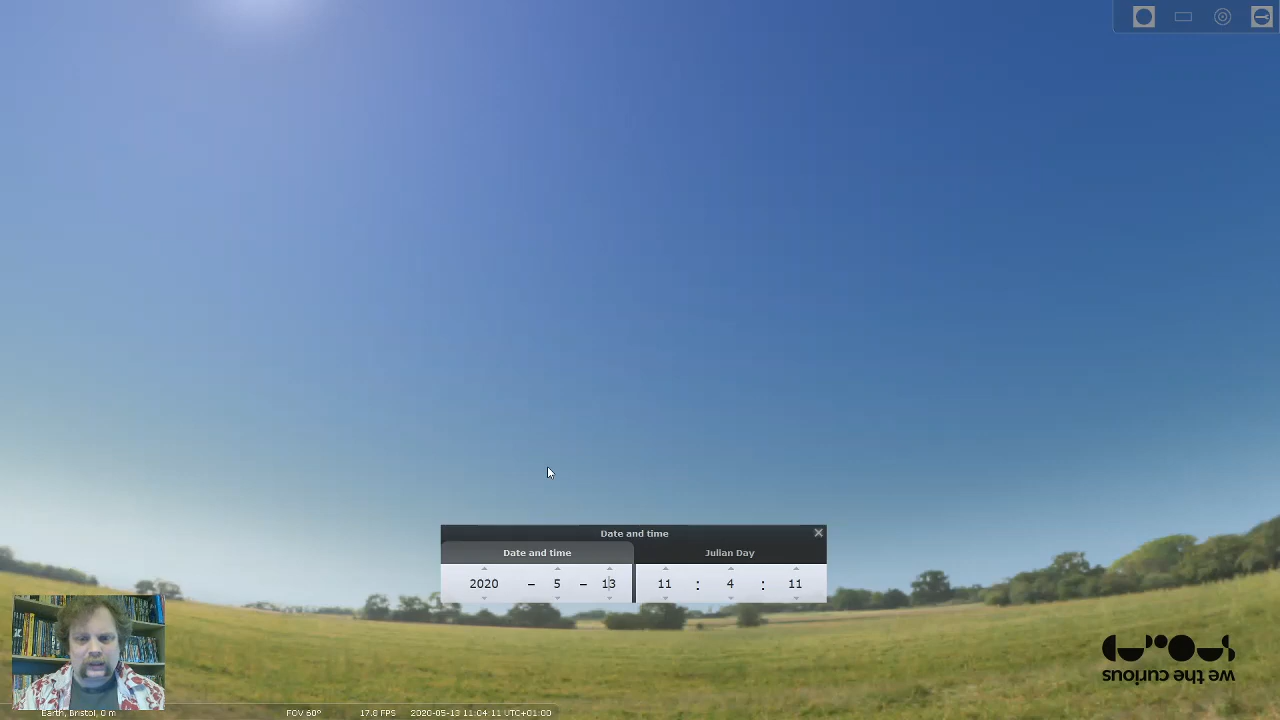 Date and time
Date and time Julian Day
2020 – 5 – 13 11 : 4 : 11
we the curious
Earth, Bristol, 0 m FOV 60° 17.8 FPS 2020-05-13 11:04:11 UTC+01:00